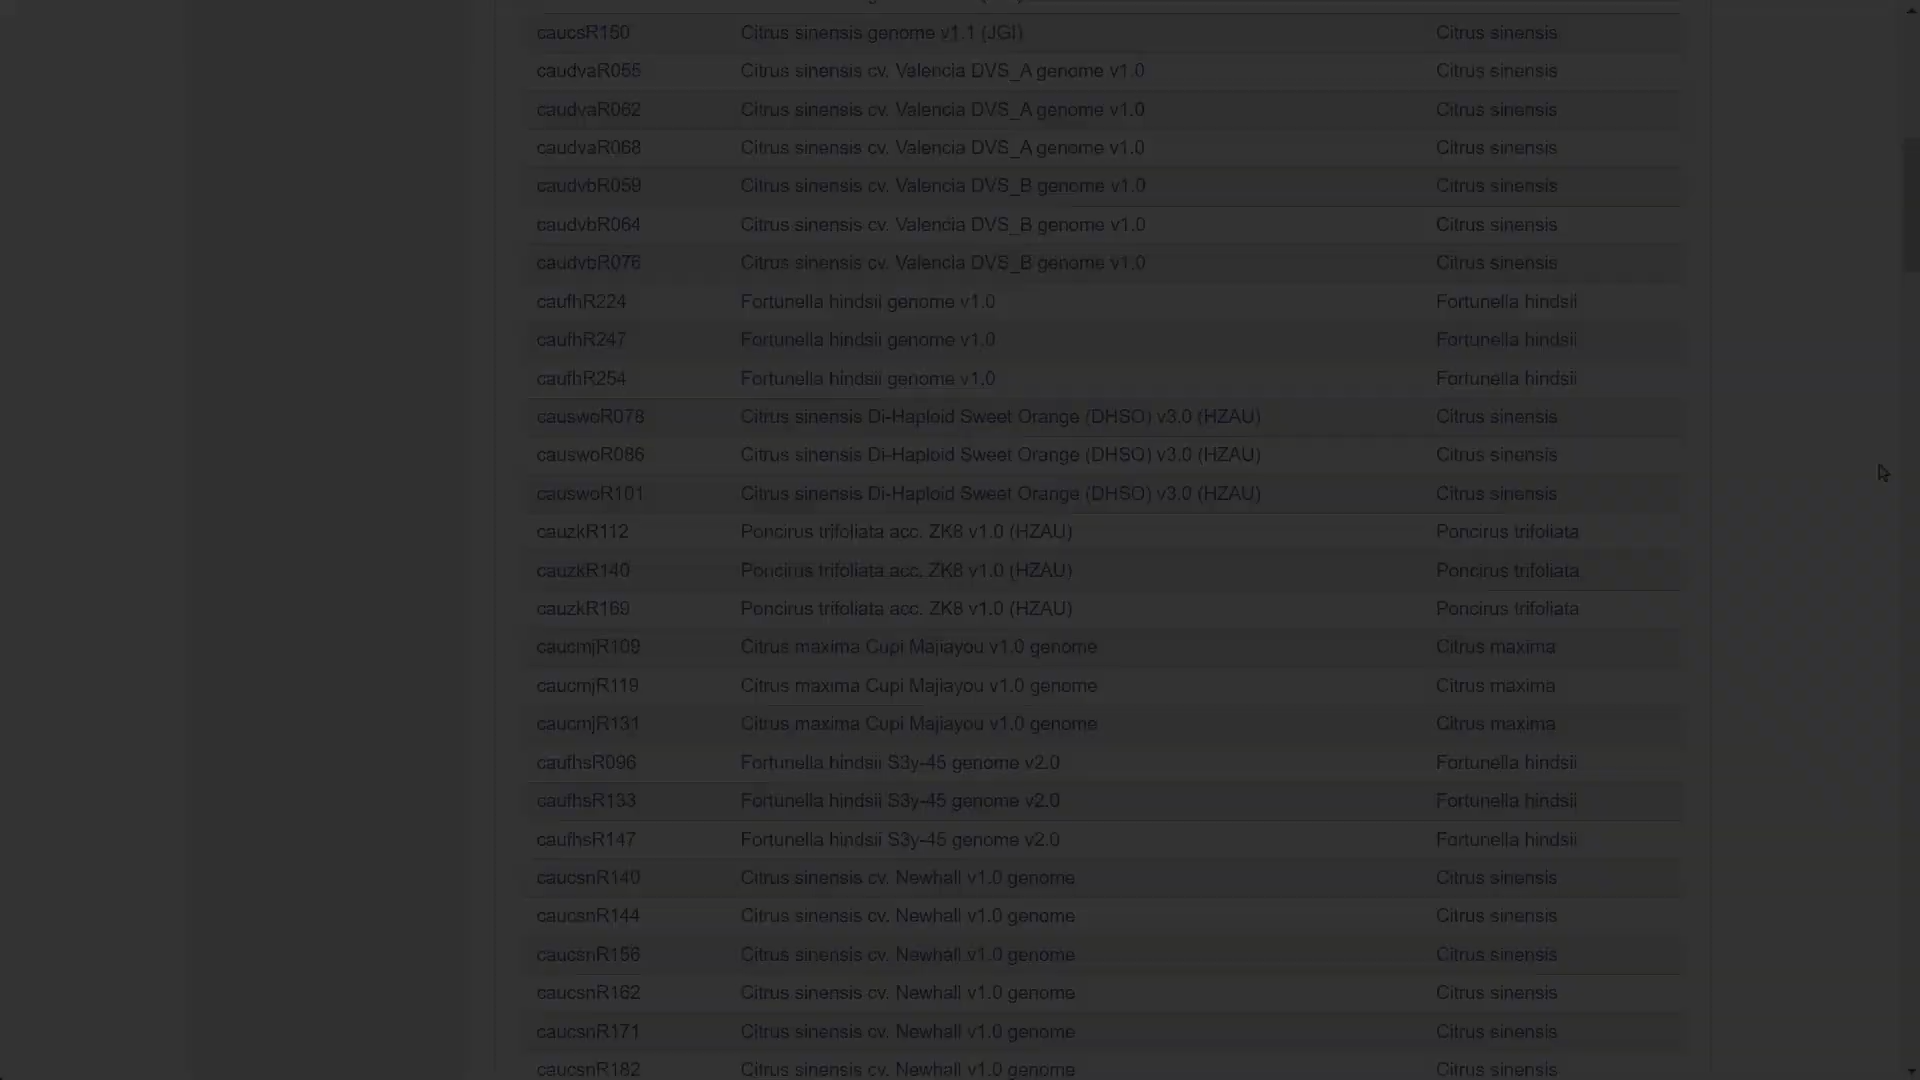 caucsR150 Citrus sinensis genome v1.1 (JGI) Citrus sinensis
caudvaR055 Citrus sinensis cv. Valencia DVS_A genome v1.0 Citrus sinensis
caudvaR062 Citrus sinensis cv. Valencia DVS_A genome v1.0 Citrus sinensis
caudvaR068 Citrus sinensis cv. Valencia DVS_A genome v1.0 Citrus sinensis
caudvbR059 Citrus sinensis cv. Valencia DVS_B genome v1.0 Citrus sinensis
caudvbR064 Citrus sinensis cv. Valencia DVS_B genome v1.0 Citrus sinensis
caudvbR076 Citrus sinensis cv. Valencia DVS_B genome v1.0 Citrus sinensis
caufhR224 Fortunella hindsii genome v1.0 Fortunella hindsii
caufhR247 Fortunella hindsii genome v1.0 Fortunella hindsii
caufhR254 Fortunella hindsii genome v1.0 Fortunella hindsii
causwoR078 Citrus sinensis Di-Haploid Sweet Orange (DHSO) v3.0 (HZAU) Citrus sinensis
causwoR086 Citrus sinensis Di-Haploid Sweet Orange (DHSO) v3.0 (HZAU) Citrus sinensis
causwoR101 Citrus sinensis Di-Haploid Sweet Orange (DHSO) v3.0 (HZAU) Citrus sinensis
cauzkR112 Poncirus trifoliata acc. ZK8 v1.0 (HZAU) Poncirus trifoliata
cauzkR140 Poncirus trifoliata acc. ZK8 v1.0 (HZAU) Poncirus trifoliata
cauzkR169 Poncirus trifoliata acc. ZK8 v1.0 (HZAU) Poncirus trifoliata
caucmjR109 Citrus maxima Cupi Majiayou v1.0 genome Citrus maxima
caucmjR119 Citrus maxima Cupi Majiayou v1.0 genome Citrus maxima
caucmjR131 Citrus maxima Cupi Majiayou v1.0 genome Citrus maxima
caufhsR096 Fortunella hindsii S3y-45 genome v2.0 Fortunella hindsii
caufhsR133 Fortunella hindsii S3y-45 genome v2.0 Fortunella hindsii
caufhsR147 Fortunella hindsii S3y-45 genome v2.0 Fortunella hindsii
caucsnR140 Citrus sinensis cv. Newhall v1.0 genome Citrus sinensis
caucsnR144 Citrus sinensis cv. Newhall v1.0 genome Citrus sinensis
caucsnR156 Citrus sinensis cv. Newhall v1.0 genome Citrus sinensis
caucsnR162 Citrus sinensis cv. Newhall v1.0 genome Citrus sinensis
caucsnR171 Citrus sinensis cv. Newhall v1.0 genome Citrus sinensis
caucsnR182 Citrus sinensis cv. Newhall v1.0 genome Citrus sinensis